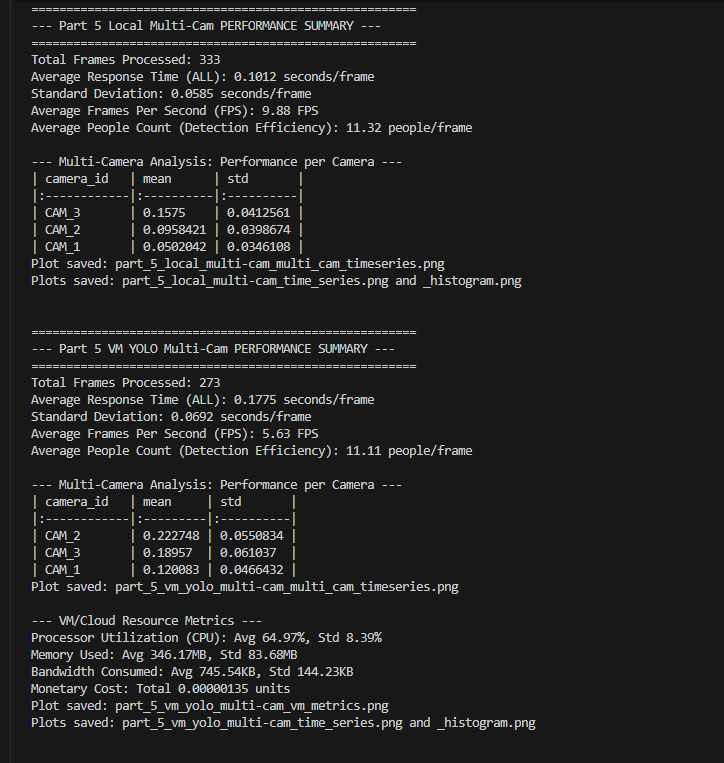 =======================================================
--- Part 5 Local Multi-Cam PERFORMANCE SUMMARY ---
=======================================================
Total Frames Processed: 333
Average Response Time (ALL): 0.1012 seconds/frame
Standard Deviation: 0.0585 seconds/frame
Average Frames Per Second (FPS): 9.88 FPS
Average People Count (Detection Efficiency): 11.32 people/frame

--- Multi-Camera Analysis: Performance per Camera ---
| camera_id   | mean      | std       |
|:------------|:----------|:----------|
| CAM_3       | 0.1575    | 0.0412561 |
| CAM_2       | 0.0958421 | 0.0398674 |
| CAM_1       | 0.0502042 | 0.0346108 |
Plot saved: part_5_local_multi-cam_multi_cam_timeseries.png
Plots saved: part_5_local_multi-cam_time_series.png and _histogram.png

=======================================================
--- Part 5 VM YOLO Multi-Cam PERFORMANCE SUMMARY ---
=======================================================
Total Frames Processed: 273
Average Response Time (ALL): 0.1775 seconds/frame
Standard Deviation: 0.0692 seconds/frame
Average Frames Per Second (FPS): 5.63 FPS
Average People Count (Detection Efficiency): 11.11 people/frame

--- Multi-Camera Analysis: Performance per Camera ---
| camera_id   | mean     | std       |
|:------------|:---------|:----------|
| CAM_2       | 0.222748 | 0.0550834 |
| CAM_3       | 0.18957  | 0.061037  |
| CAM_1       | 0.120083 | 0.0466432 |
Plot saved: part_5_vm_yolo_multi-cam_multi_cam_timeseries.png

--- VM/Cloud Resource Metrics ---
Processor Utilization (CPU): Avg 64.97%, Std 8.39%
Memory Used: Avg 346.17MB, Std 83.68MB
Bandwidth Consumed: Avg 745.54KB, Std 144.23KB
Monetary Cost: Total 0.00000135 units
Plot saved: part_5_vm_yolo_multi-cam_vm_metrics.png
Plots saved: part_5_vm_yolo_multi-cam_time_series.png and _histogram.png